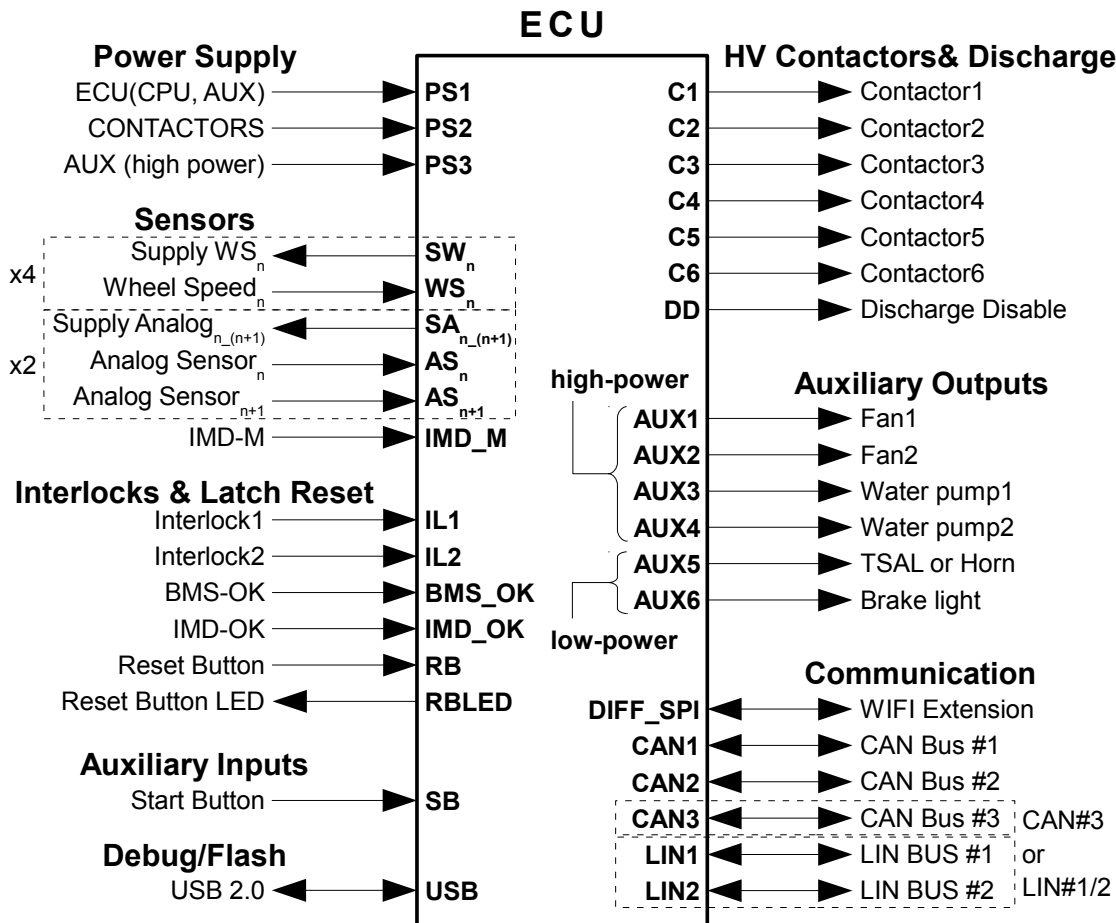 ECU
Power Supply
ECU(CPU, AUX) PS1
CONTACTORS PS2
AUX (high power) PS3
Sensors
x4
Supply WSn SWn
Wheel Speedn WSn
x2
Supply Analogn_(n+1) SAn_(n+1)
Analog Sensorn ASn
Analog Sensorn+1 ASn+1
IMD-M IMD_M
Interlocks & Latch Reset
Interlock1 IL1
Interlock2 IL2
BMS-OK BMS_OK
IMD-OK IMD_OK
Reset Button RB
Reset Button LED RBLED
Auxiliary Inputs
Start Button SB
Debug/Flash
USB 2.0 USB
HV Contactors& Discharge
C1 Contactor1
C2 Contactor2
C3 Contactor3
C4 Contactor4
C5 Contactor5
C6 Contactor6
DD Discharge Disable
Auxiliary Outputs
high-power
AUX1 Fan1
AUX2 Fan2
AUX3 Water pump1
AUX4 Water pump2
AUX5 TSAL or Horn
AUX6 Brake light
low-power
Communication
DIFF_SPI WIFI Extension
CAN1 CAN Bus #1
CAN2 CAN Bus #2
CAN3 CAN Bus #3 CAN#3
LIN1 LIN BUS #1 or
LIN2 LIN BUS #2 LIN#1/2